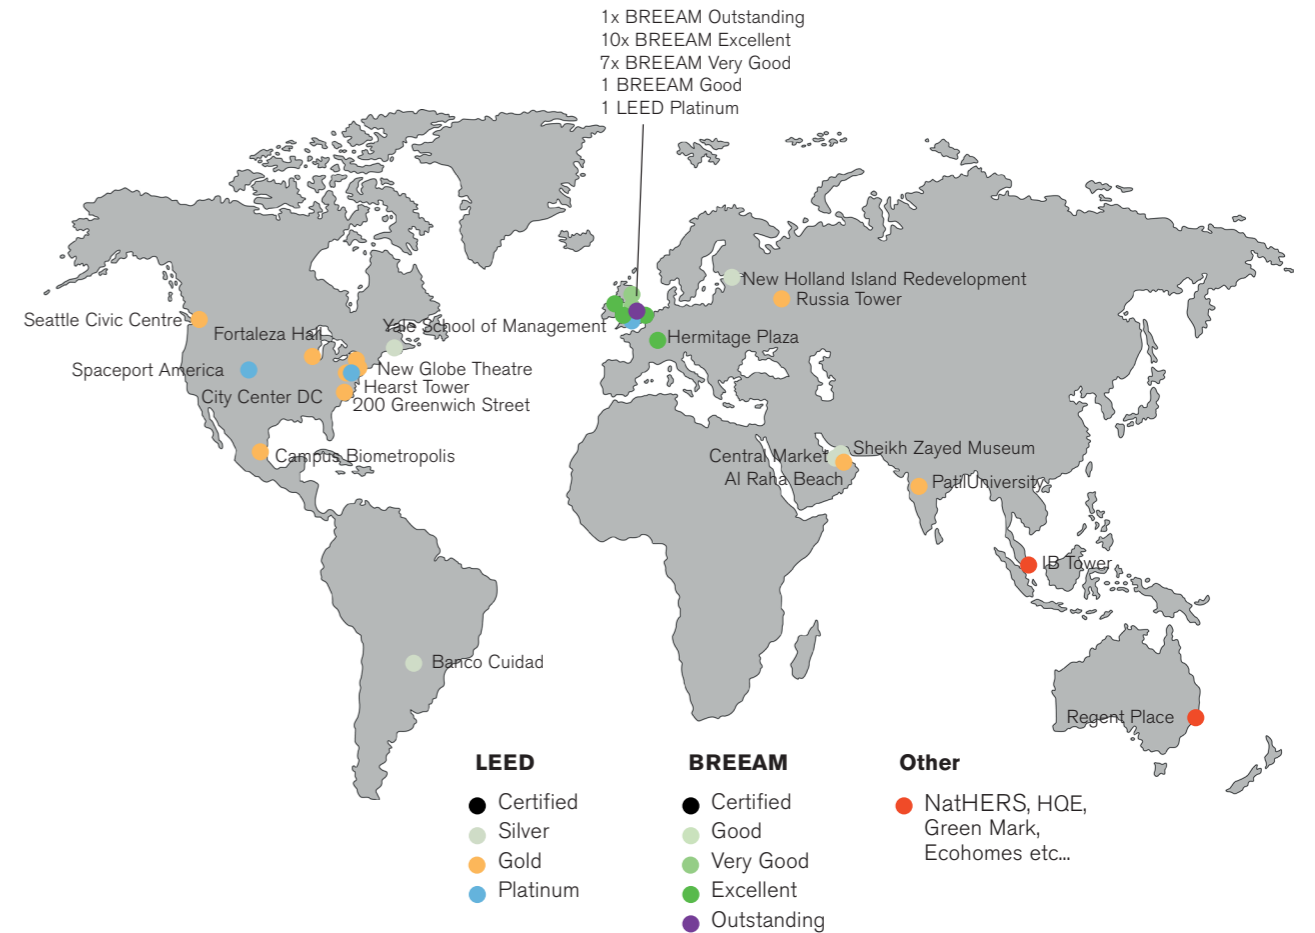 1x BREEAM Outstanding
10x BREEAM Excellent
7x BREEAM Very Good
1 BREEAM Good
1 LEED Platinum
New Holland Island Redevelopment
Russia Tower
Seattle Civic Centre
Yale School of Management
Fortaleza Hall
Hermitage Plaza
Spaceport America
New Globe Theatre
Hearst Tower
City Center DC
200 Greenwich Street
Campus Biometropolis
Sheikh Zayed Museum
Central Market
Al Raha Beach
PatilUniversity
IB Tower
Banco Cuidad
Regent Place
LEED
Certified
Silver
Gold
Platinum
BREEAM
Certified
Good
Very Good
Excellent
Outstanding
Other
NatHERS, HQE,
Green Mark,
Ecohomes etc...